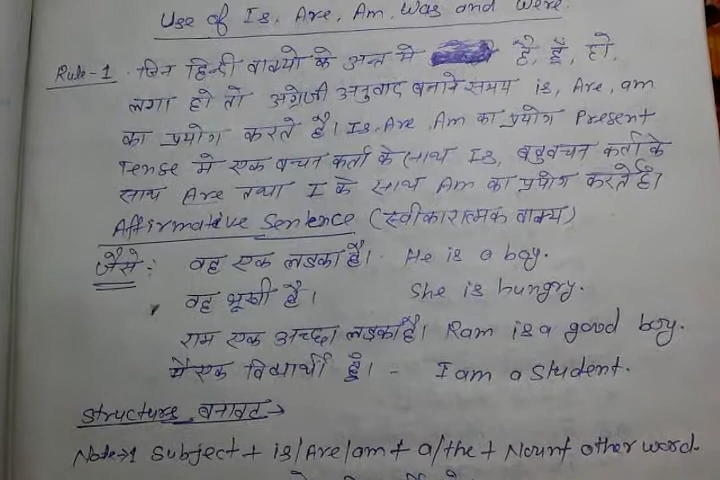 Use of Is, Are, Am, Was and Were.
Rule-1. जिन हिन्दी वाक्यो के अन्त मे है, हूँ, हो,
लगा हो तो अंग्रेजी अनुवाद बनाते समय is, Are, am
का प्रयोग करते है। Is, Are, Am का प्रयोग Present
Tense मे एक वचन कर्ता के साथ Is, बहुवचन कर्ता के
साथ Are तथा I के साथ Am का प्रयोग करते है।
Affirmative Sentence (स्वीकारात्मक वाक्य)
जैसे: वह एक लडका है। He is a boy.
वह भूखी है। She is hungry.
राम एक अच्छा लडका है। Ram is a good boy.
मै एक विद्यार्थी हूँ। - I am a student.
Structure बनावट→
Note→1 Subject + is/Are/am + a/the + Noun + other word.